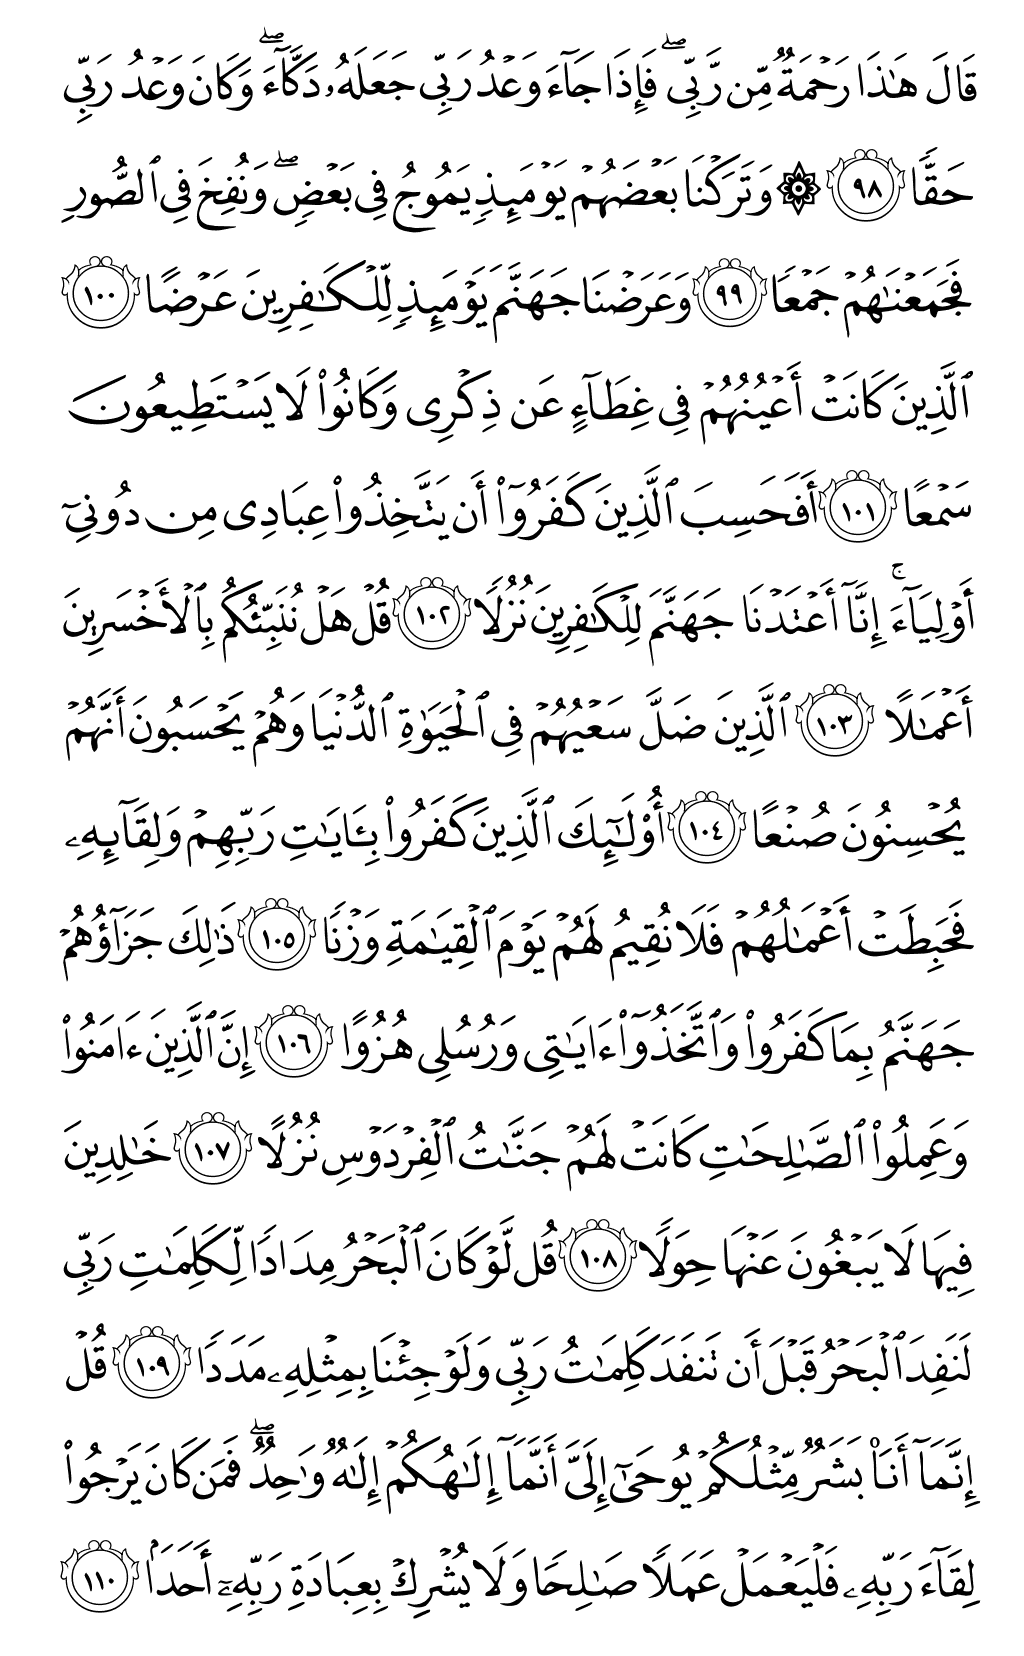 قَالَ هَٰذَا رَحْمَةٌ مِّن رَّبِّي ۖ فَإِذَا جَآءَ وَعْدُ رَبِّي جَعَلَهُۥ دَكَّآءَ ۖ وَكَانَ وَعْدُ رَبِّي
حَقًّا ٩٨ ۞ وَتَرَكْنَا بَعْضَهُمْ يَوْمَئِذٍ يَمُوجُ فِي بَعْضٍ ۖ وَنُفِخَ فِي ٱلصُّورِ
فَجَمَعْنَٰهُمْ جَمْعًا ٩٩ وَعَرَضْنَا جَهَنَّمَ يَوْمَئِذٍ لِّلْكَٰفِرِينَ عَرْضًا ١٠٠
ٱلَّذِينَ كَانَتْ أَعْيُنُهُمْ فِي غِطَآءٍ عَن ذِكْرِي وَكَانُوا۟ لَا يَسْتَطِيعُونَ
سَمْعًا ١٠١ أَفَحَسِبَ ٱلَّذِينَ كَفَرُوٓا۟ أَن يَتَّخِذُوا۟ عِبَادِي مِن دُونِيٓ
أَوْلِيَآءَ ۚ إِنَّآ أَعْتَدْنَا جَهَنَّمَ لِلْكَٰفِرِينَ نُزُلًا ١٠٢ قُلْ هَلْ نُنَبِّئُكُم بِٱلْأَخْسَرِينَ
أَعْمَٰلًا ١٠٣ ٱلَّذِينَ ضَلَّ سَعْيُهُمْ فِي ٱلْحَيَوٰةِ ٱلدُّنْيَا وَهُمْ يَحْسَبُونَ أَنَّهُمْ
يُحْسِنُونَ صُنْعًا ١٠٤ أُو۟لَٰٓئِكَ ٱلَّذِينَ كَفَرُوا۟ بِـَٔايَٰتِ رَبِّهِمْ وَلِقَآئِهِۦ
فَحَبِطَتْ أَعْمَٰلُهُمْ فَلَا نُقِيمُ لَهُمْ يَوْمَ ٱلْقِيَٰمَةِ وَزْنًا ١٠٥ ذَٰلِكَ جَزَآؤُهُمْ
جَهَنَّمُ بِمَا كَفَرُوا۟ وَٱتَّخَذُوٓا۟ ءَايَٰتِي وَرُسُلِي هُزُوًا ١٠٦ إِنَّ ٱلَّذِينَ ءَامَنُوا۟
وَعَمِلُوا۟ ٱلصَّٰلِحَٰتِ كَانَتْ لَهُمْ جَنَّٰتُ ٱلْفِرْدَوْسِ نُزُلًا ١٠٧ خَٰلِدِينَ
فِيهَا لَا يَبْغُونَ عَنْهَا حِوَلًا ١٠٨ قُل لَّوْ كَانَ ٱلْبَحْرُ مِدَادًا لِّكَلِمَٰتِ رَبِّي
لَنَفِدَ ٱلْبَحْرُ قَبْلَ أَن تَنفَدَ كَلِمَٰتُ رَبِّي وَلَوْ جِئْنَا بِمِثْلِهِۦ مَدَدًا ١٠٩ قُلْ
إِنَّمَآ أَنَا۠ بَشَرٌ مِّثْلُكُمْ يُوحَىٰٓ إِلَيَّ أَنَّمَآ إِلَٰهُكُمْ إِلَٰهٌ وَٰحِدٌ ۖ فَمَن كَانَ يَرْجُوا۟
لِقَآءَ رَبِّهِۦ فَلْيَعْمَلْ عَمَلًا صَٰلِحًا وَلَا يُشْرِكْ بِعِبَادَةِ رَبِّهِۦٓ أَحَدًۢا ١١٠